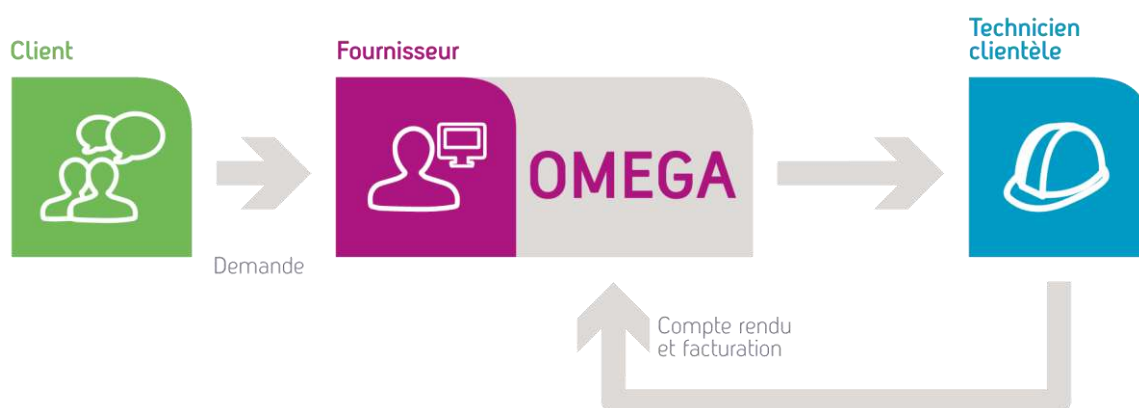 Client
Fournisseur
Technicien
clientèle
OMEGA
Demande
Compte rendu
et facturation